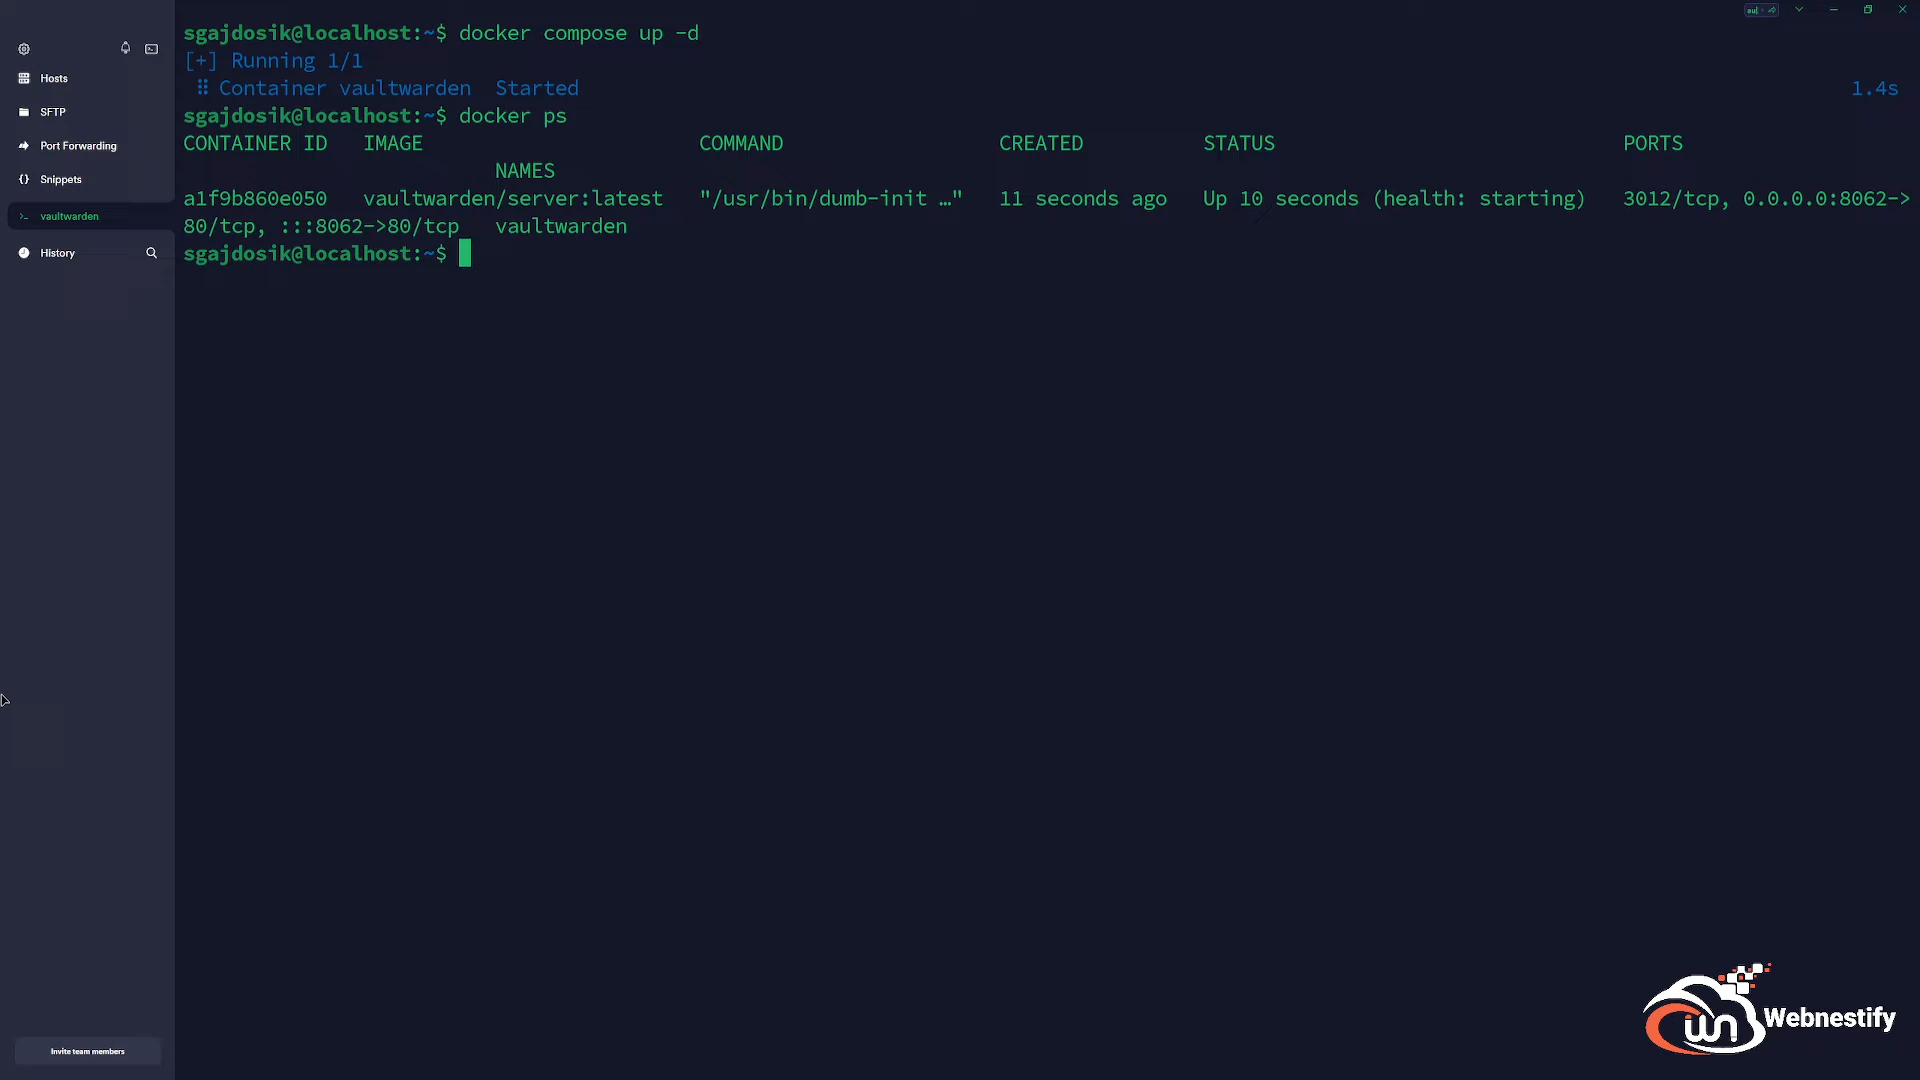 sgajdosik@localhost:~$ docker compose up -d
[+] Running 1/1
⠿ Container vaultwarden  Started 1.4s
sgajdosik@localhost:~$ docker ps
CONTAINER ID   IMAGE   COMMAND   CREATED   STATUS   PORTS
NAMES
a1f9b860e050   vaultwarden/server:latest   "/usr/bin/dumb-init …"   11 seconds ago   Up 10 seconds (health: starting)   3012/tcp, 0.0.0.0:8062->
80/tcp, :::8062->80/tcp   vaultwarden
sgajdosik@localhost:~$
Hosts
SFTP
Port Forwarding
Snippets
vaultwarden
History
Invite team members
wn
Webnestify